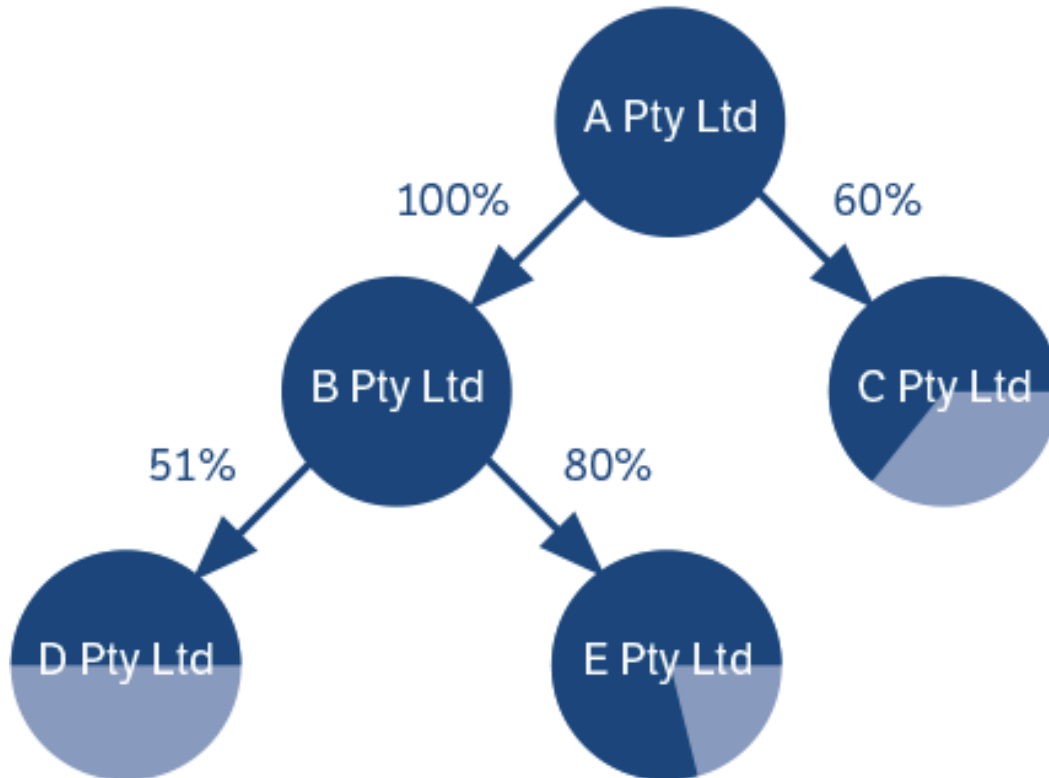 A Pty Ltd
100%
60%
B Pty Ltd
C Pty Ltd
51%
80%
D Pty Ltd
E Pty Ltd